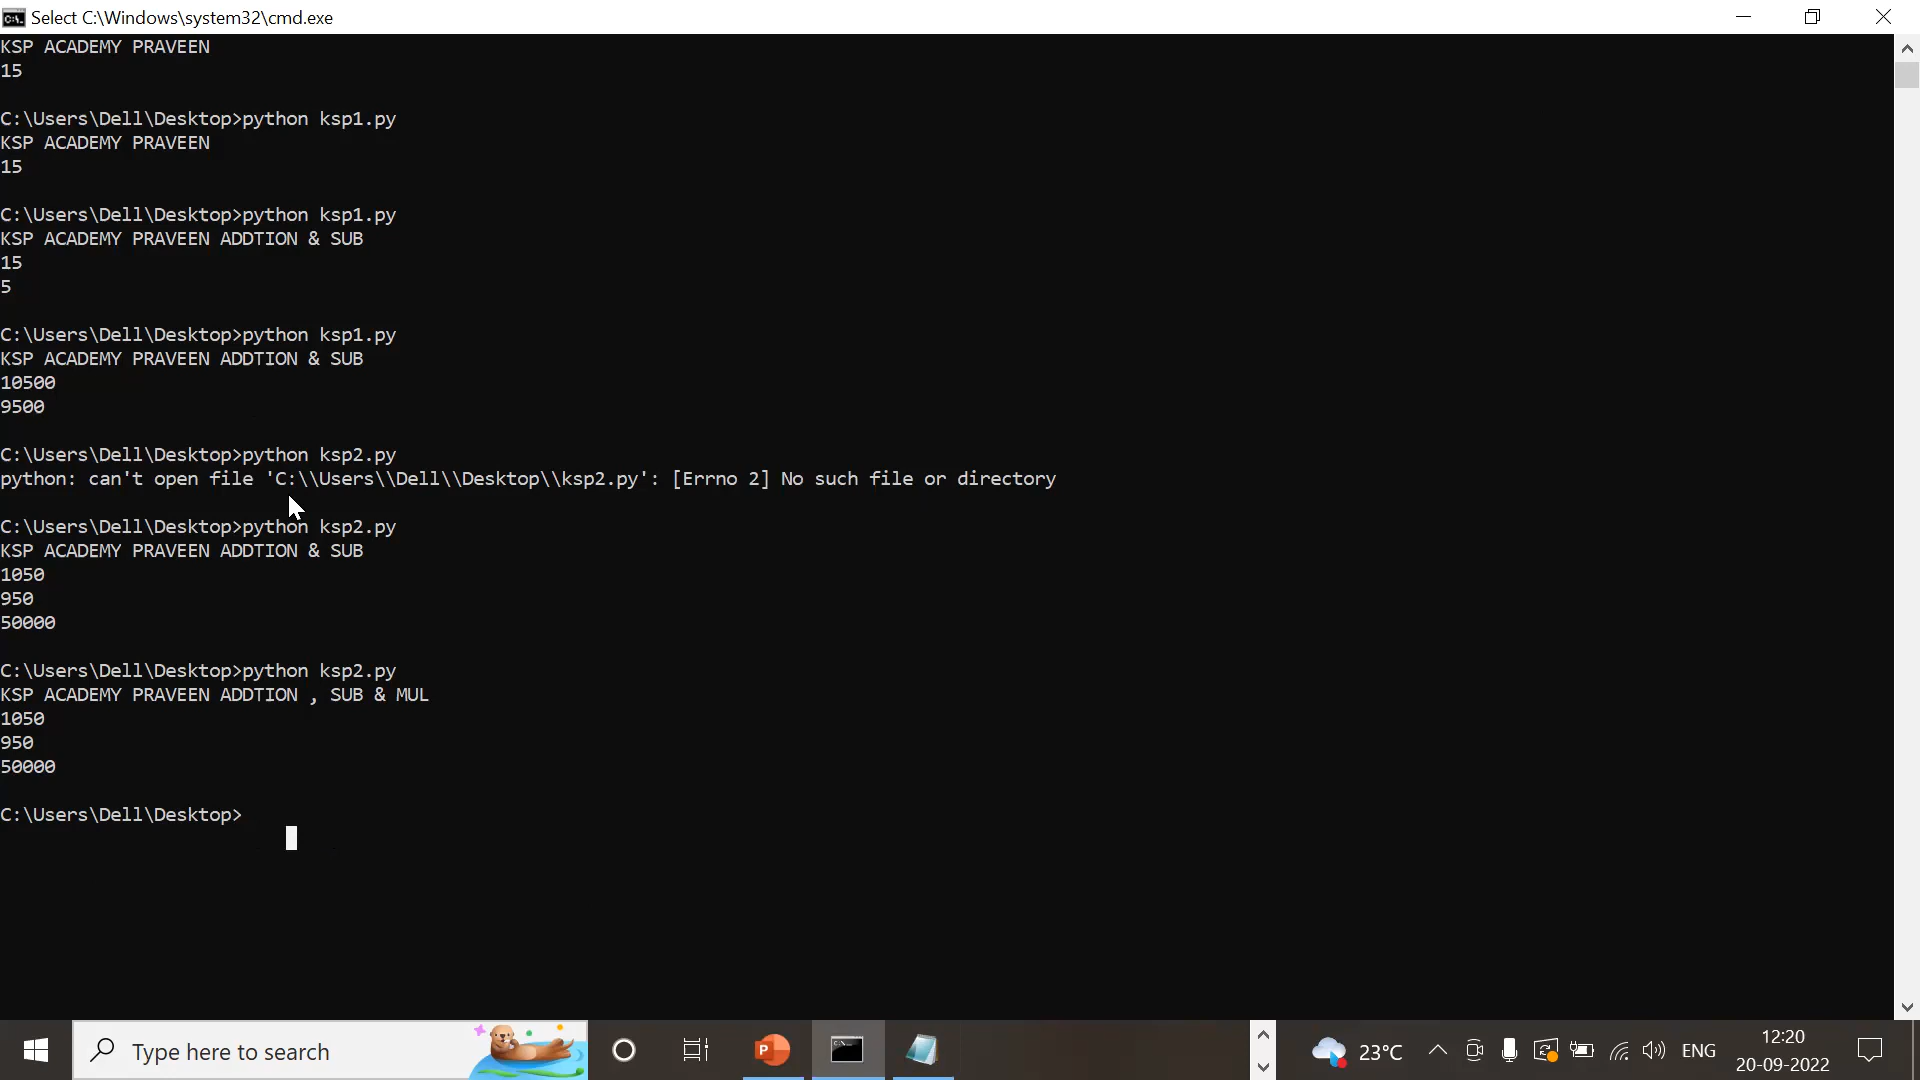 Select C:\Windows\system32\cmd.exe
KSP ACADEMY PRAVEEN
15
C:\Users\Dell\Desktop>python ksp1.py
KSP ACADEMY PRAVEEN
15
C:\Users\Dell\Desktop>python ksp1.py
KSP ACADEMY PRAVEEN ADDTION & SUB
15
5
C:\Users\Dell\Desktop>python ksp1.py
KSP ACADEMY PRAVEEN ADDTION & SUB
10500
9500
C:\Users\Dell\Desktop>python ksp2.py
python: can't open file 'C:\\Users\\Dell\\Desktop\\ksp2.py': [Errno 2] No such file or directory
C:\Users\Dell\Desktop>python ksp2.py
KSP ACADEMY PRAVEEN ADDTION & SUB
1050
950
50000
C:\Users\Dell\Desktop>python ksp2.py
KSP ACADEMY PRAVEEN ADDTION , SUB & MUL
1050
950
50000
C:\Users\Dell\Desktop>
Type here to search
23°C
ENG
12:20
20-09-2022